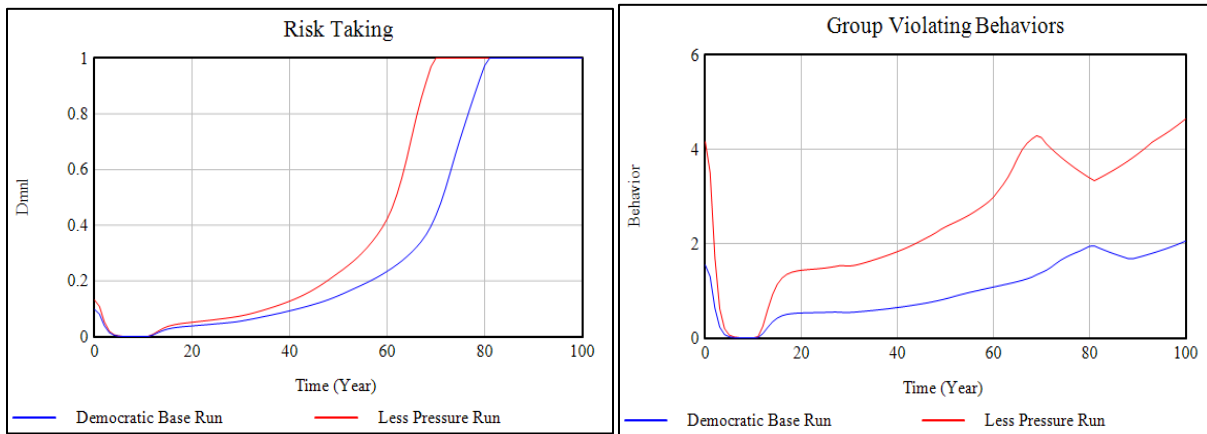 Risk Taking
1
0.8
0.6
0.4
0.2
0
Dmnl
0 20 40 60 80 100
Time (Year)
Democratic Base Run Less Pressure Run
Group Violating Behaviors
6
4
2
0
Behavior
0 20 40 60 80 100
Time (Year)
Democratic Base Run Less Pressure Run